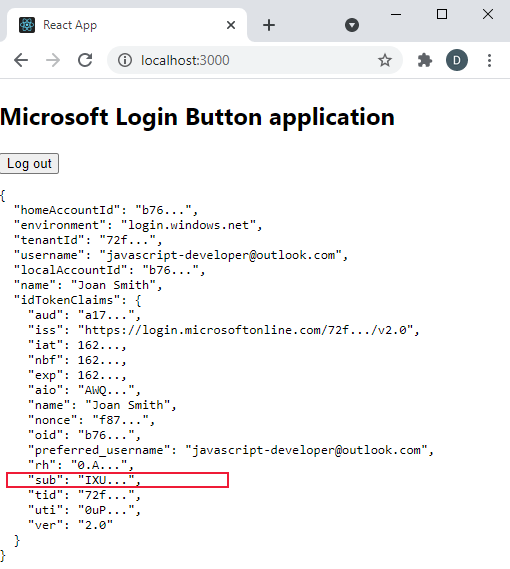 React App
localhost:3000
D
Microsoft Login Button application
Log out
{
  "homeAccountId": "b76...",
  "environment": "login.windows.net",
  "tenantId": "72f...",
  "username": "javascript-developer@outlook.com",
  "localAccountId": "b76...",
  "name": "Joan Smith",
  "idTokenClaims": {
    "aud": "a17...",
    "iss": "https://login.microsoftonline.com/72f.../v2.0",
    "iat": 162...,
    "nbf": 162...,
    "exp": 162...,
    "aio": "AWQ...",
    "name": "Joan Smith",
    "nonce": "f87...",
    "oid": "b76...",
    "preferred_username": "javascript-developer@outlook.com",
    "rh": "0.A...",
    "sub": "IXU...",
    "tid": "72f...",
    "uti": "0uP...",
    "ver": "2.0"
  }
}